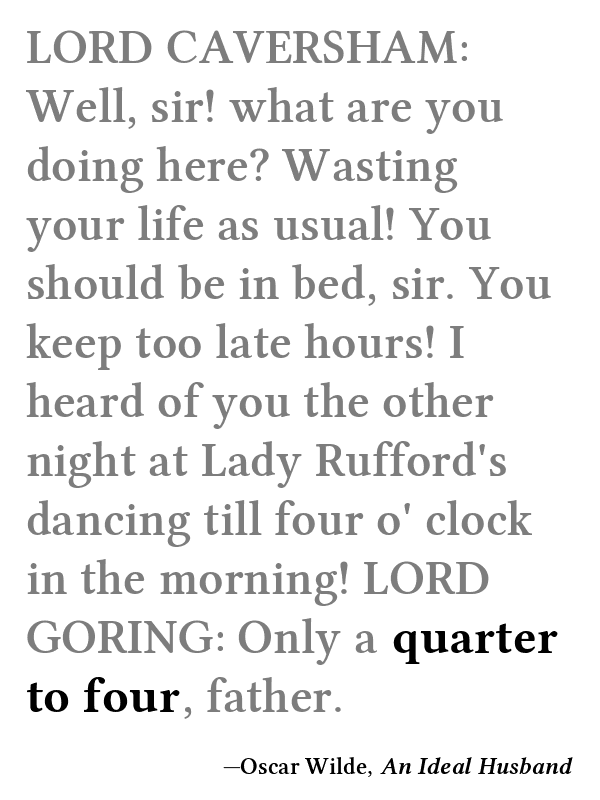 LORD CAVERSHAM:
Well, sir! what are you
doing here? Wasting
your life as usual! You
should be in bed, sir. You
keep too late hours! I
heard of you the other
night at Lady Rufford's
dancing till four o' clock
in the morning! LORD
GORING: Only a quarter
to four, father.
—Oscar Wilde, An Ideal Husband